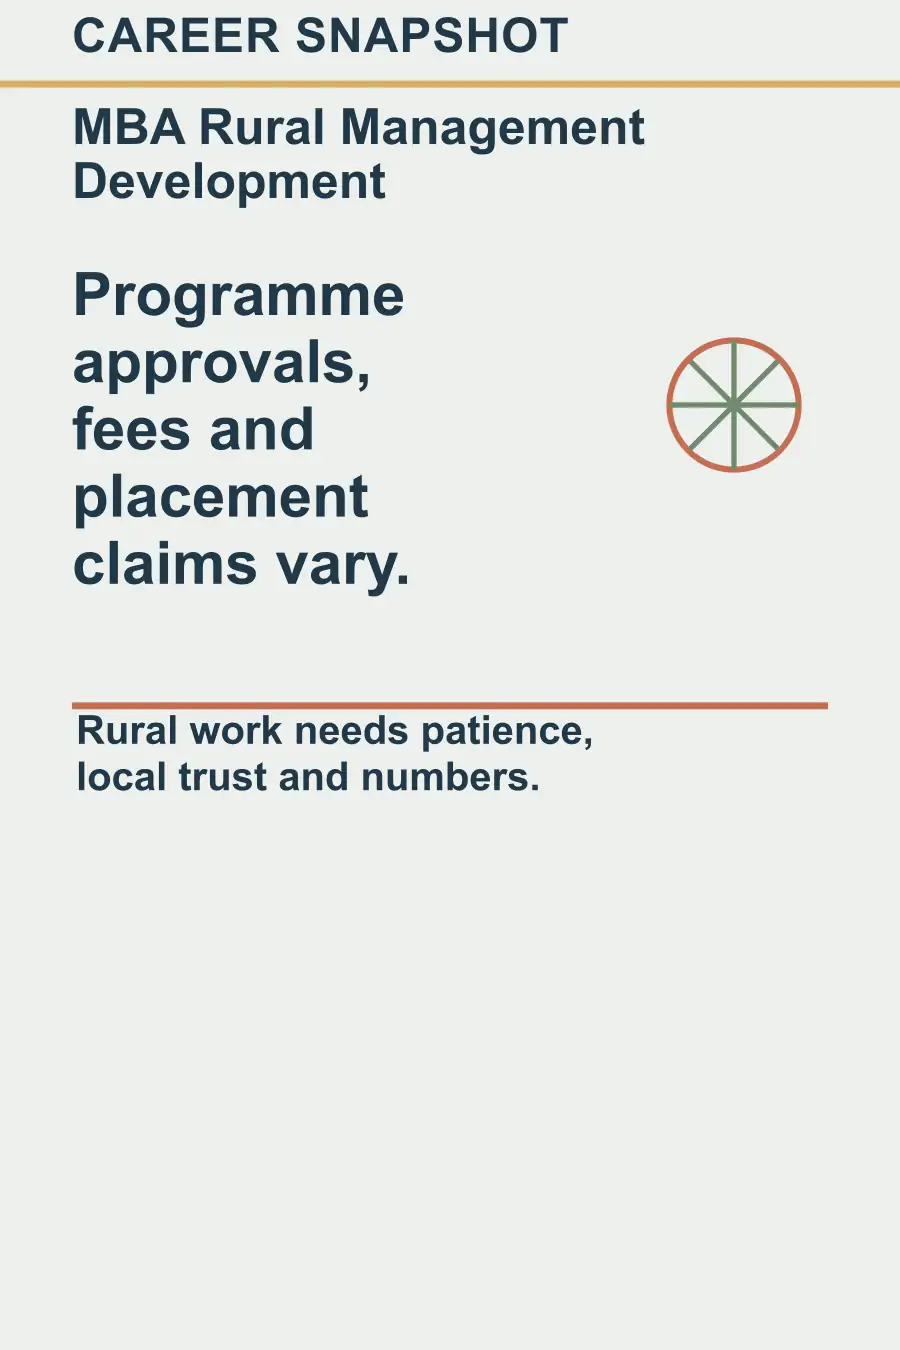 CAREER SNAPSHOT
MBA Rural Management
Development
Programme
approvals,
fees and
placement
claims vary.
Rural work needs patience,
local trust and numbers.